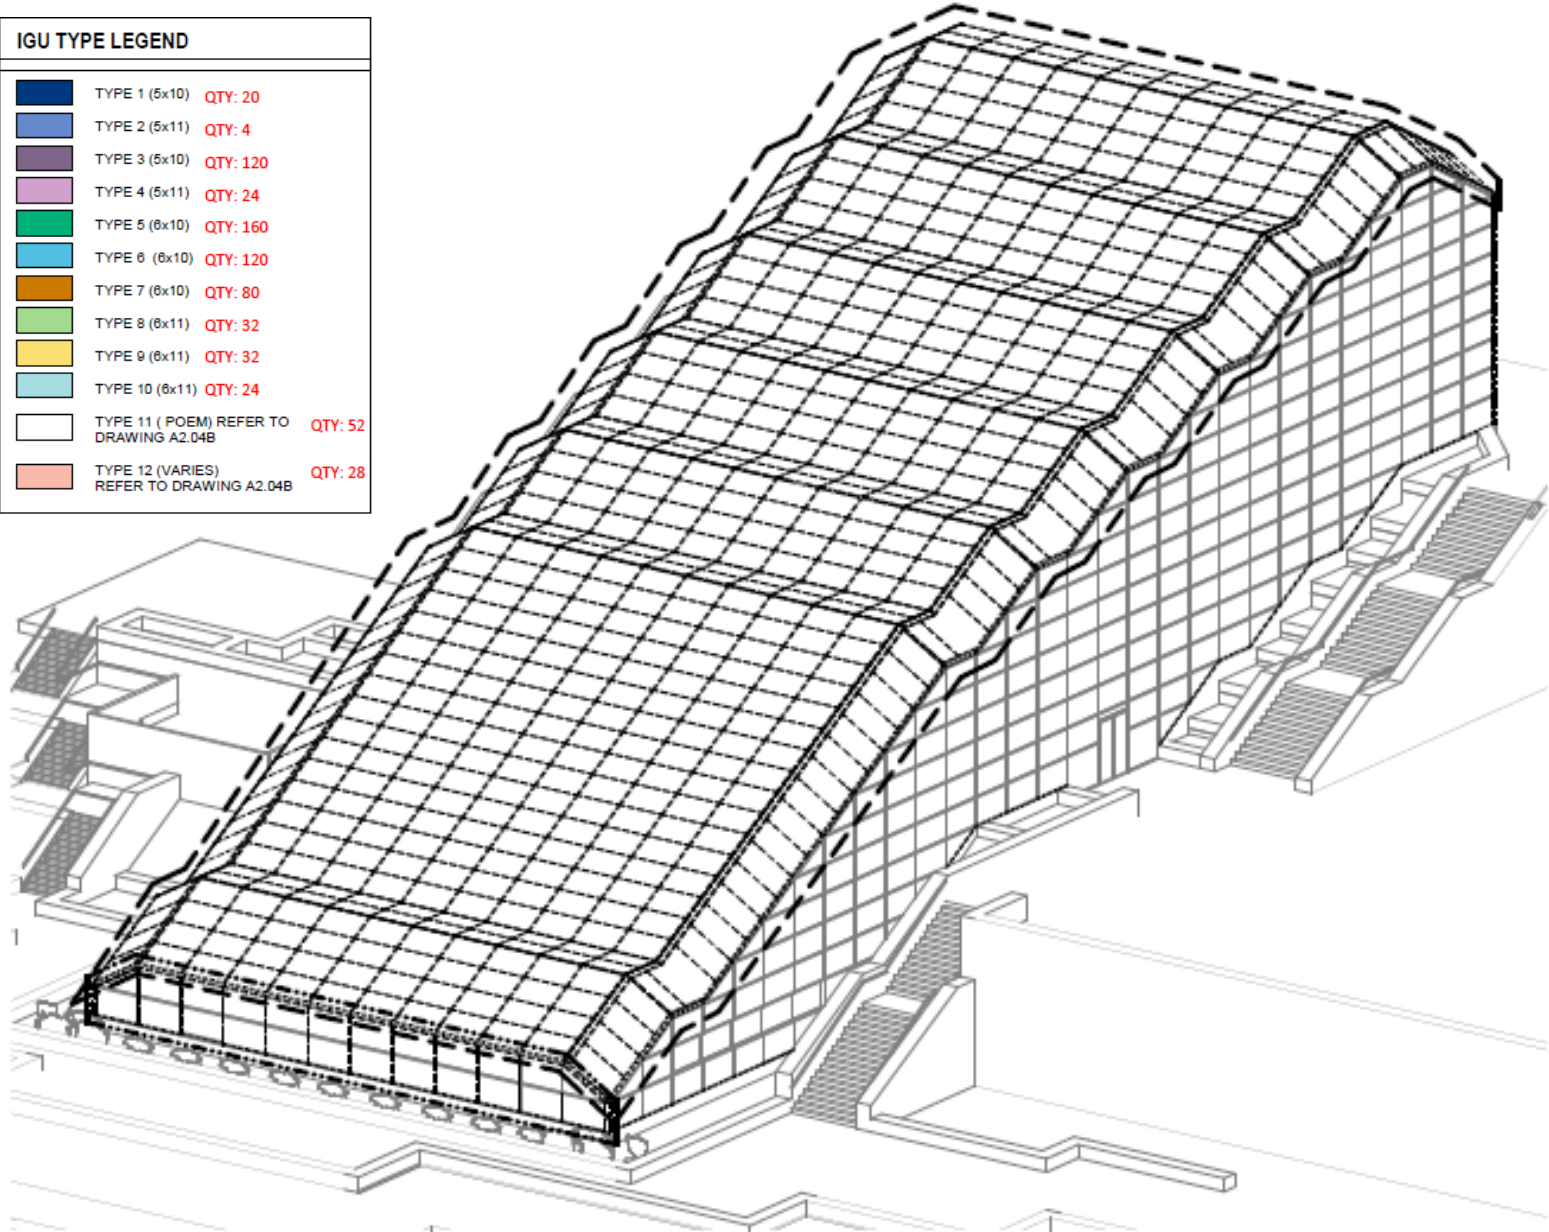 IGU TYPE LEGEND
TYPE 1 (5x10) QTY: 20
TYPE 2 (5x11) QTY: 4
TYPE 3 (5x10) QTY: 120
TYPE 4 (5x11) QTY: 24
TYPE 5 (6x10) QTY: 160
TYPE 6 (6x10) QTY: 120
TYPE 7 (6x10) QTY: 80
TYPE 8 (6x11) QTY: 32
TYPE 9 (6x11) QTY: 32
TYPE 10 (6x11) QTY: 24
TYPE 11 ( POEM) REFER TO QTY: 52
DRAWING A2.04B
TYPE 12 (VARIES) QTY: 28
REFER TO DRAWING A2.04B